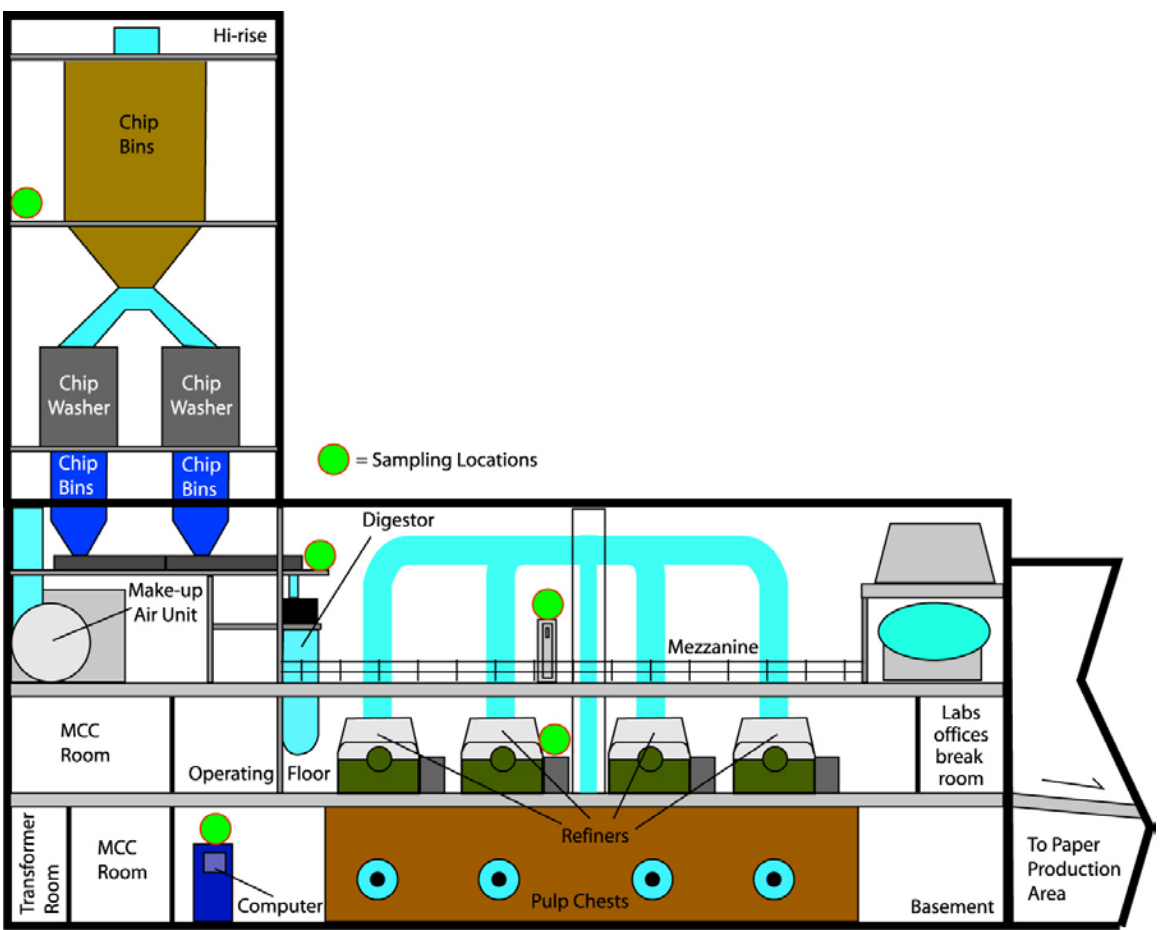 Hi-rise
Chip
Bins
Chip
Washer
Chip
Washer
= Sampling Locations
Chip
Bins
Chip
Bins
Digestor
Make-up
Air Unit
Mezzanine
MCC
Room
Operating
Floor
Labs
offices
break
room
Refiners
Transformer
Room
MCC
Room
Computer
Pulp Chests
Basement
To Paper
Production
Area